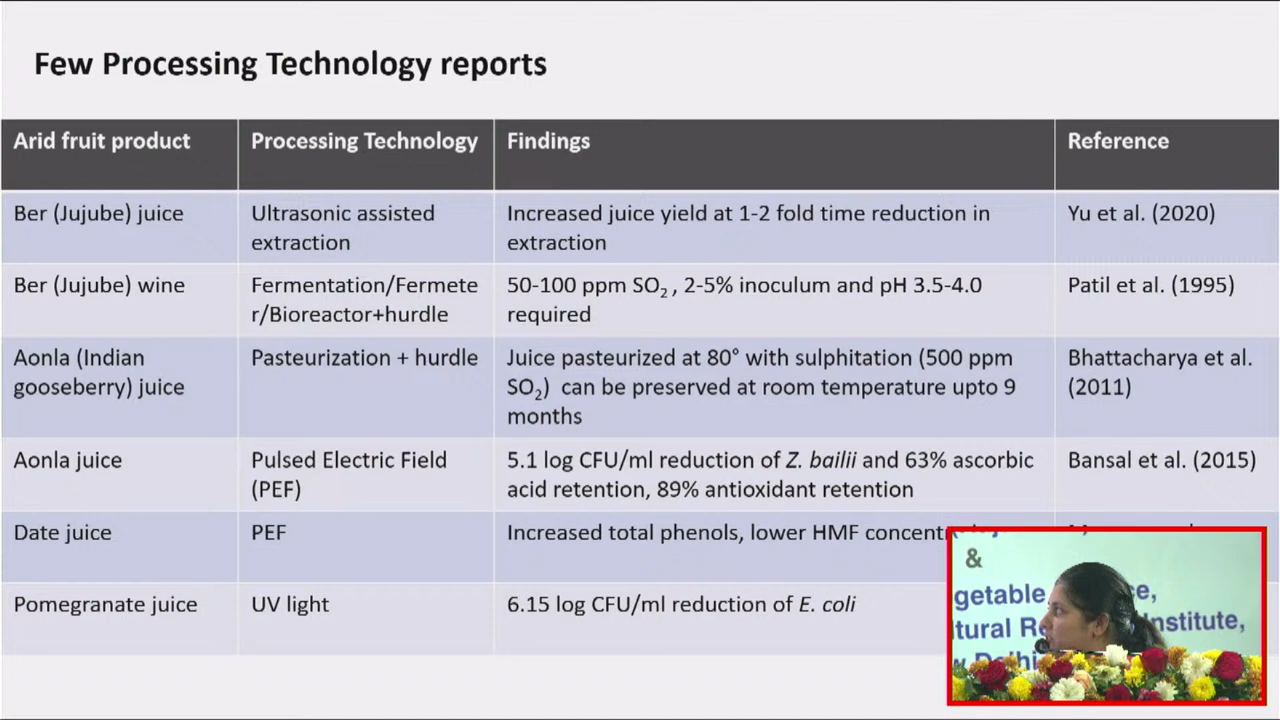 Few Processing Technology reports
Arid fruit product Processing Technology Findings Reference
Ber (Jujube) juice
Ultrasonic assisted
extraction
Increased juice yield at 1-2 fold time reduction in
extraction
Yu et al. (2020)
Ber (Jujube) wine
Fermentation/Fermete
r/Bioreactor+hurdle
50-100 ppm SO₂ , 2-5% inoculum and pH 3.5-4.0
required
Patil et al. (1995)
Aonla (Indian
gooseberry) juice
Pasteurization + hurdle
Juice pasteurized at 80° with sulphitation (500 ppm
SO₂) can be preserved at room temperature upto 9
months
Bhattacharya et al.
(2011)
Aonla juice
Pulsed Electric Field
(PEF)
5.1 log CFU/ml reduction of Z. bailii and 63% ascorbic
acid retention, 89% antioxidant retention
Bansal et al. (2015)
Date juice
PEF
Increased total phenols, lower HMF
Pomegranate juice
UV light
6.15 log CFU/ml reduction of E. coli
&
Institute,